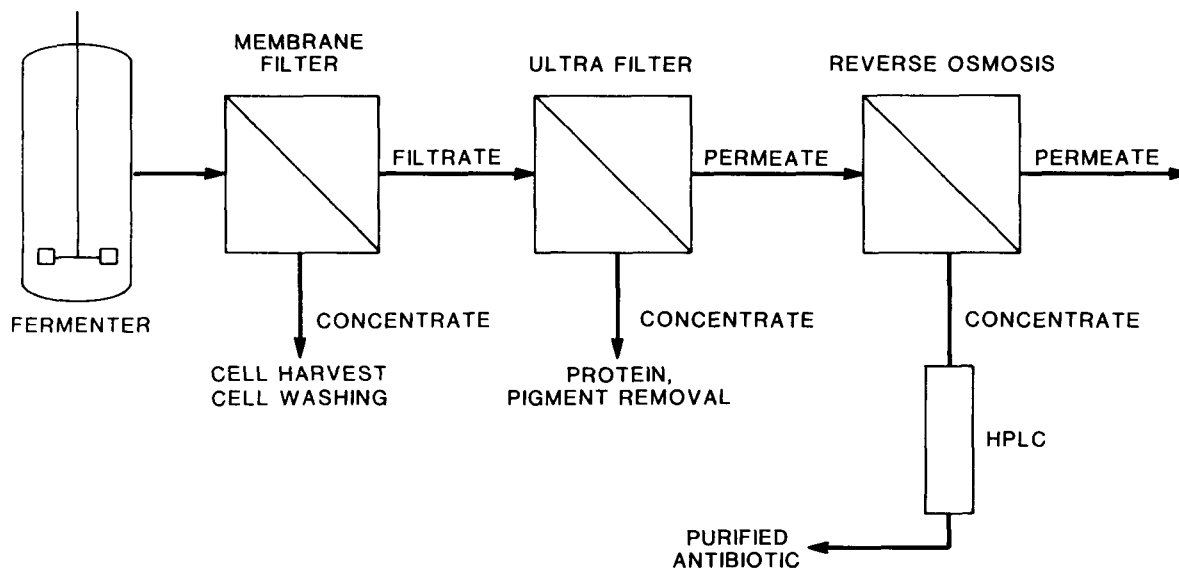 MEMBRANE
FILTER
ULTRA FILTER
REVERSE OSMOSIS
FILTRATE
PERMEATE
PERMEATE
FERMENTER
CONCENTRATE
CONCENTRATE
CONCENTRATE
CELL HARVEST
CELL WASHING
PROTEIN,
PIGMENT REMOVAL
HPLC
PURIFIED
ANTIBIOTIC